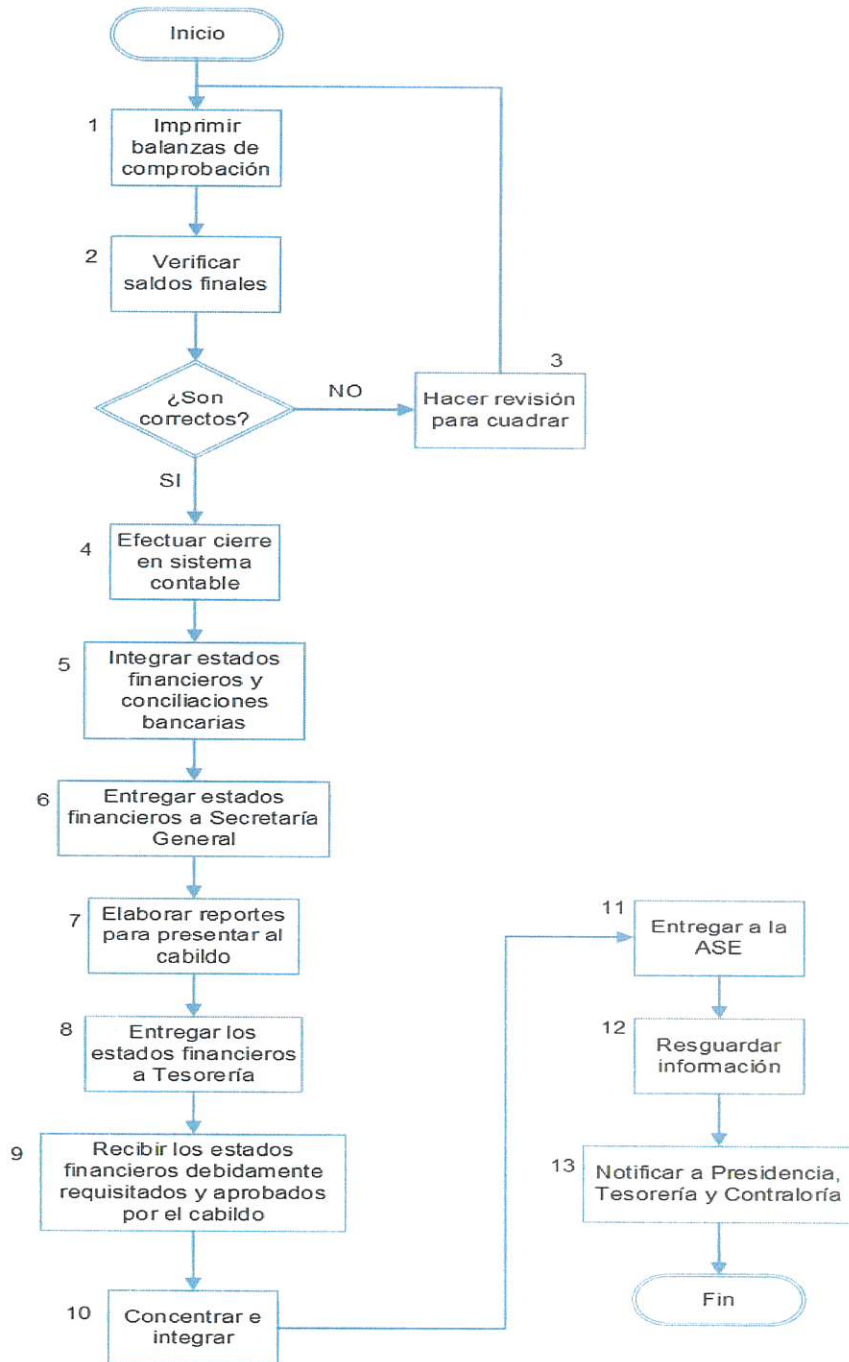 Inicio
1
Imprimir
balanzas de
comprobación
2
Verificar
saldos finales
¿Son
correctos?
NO
3
Hacer revisión
para cuadrar
SI
4
Efectuar cierre
en sistema
contable
5
Integrar estados
financieros y
conciliaciones
bancarias
6
Entregar estados
financieros a Secretaría
General
7
Elaborar reportes
para presentar al
cabildo
8
Entregar los
estados financieros
a Tesorería
9
Recibir los estados
financieros debidamente
requisitados y aprobados
por el cabildo
10
Concentrar e
integrar
11
Entregar a la
ASE
12
Resguardar
información
13
Notificar a Presidencia,
Tesorería y Contraloría
Fin